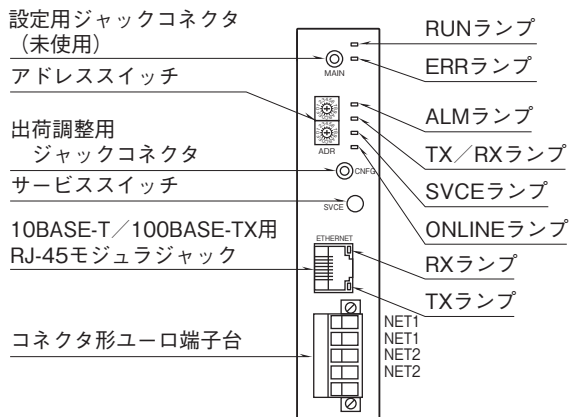 設定用ジャックコネクタ
（未使用）
アドレススイッチ
出荷調整用
ジャックコネクタ
サービススイッチ
10BASE-T／100BASE-TX用
RJ-45モジュラジャック
コネクタ形ユーロ端子台
MAIN
ADR
CNFG
SVCE
ETHERNET
RUNランプ
ERRランプ
ALMランプ
TX／RXランプ
SVCEランプ
ONLINEランプ
RXランプ
TXランプ
NET1
NET1
NET2
NET2